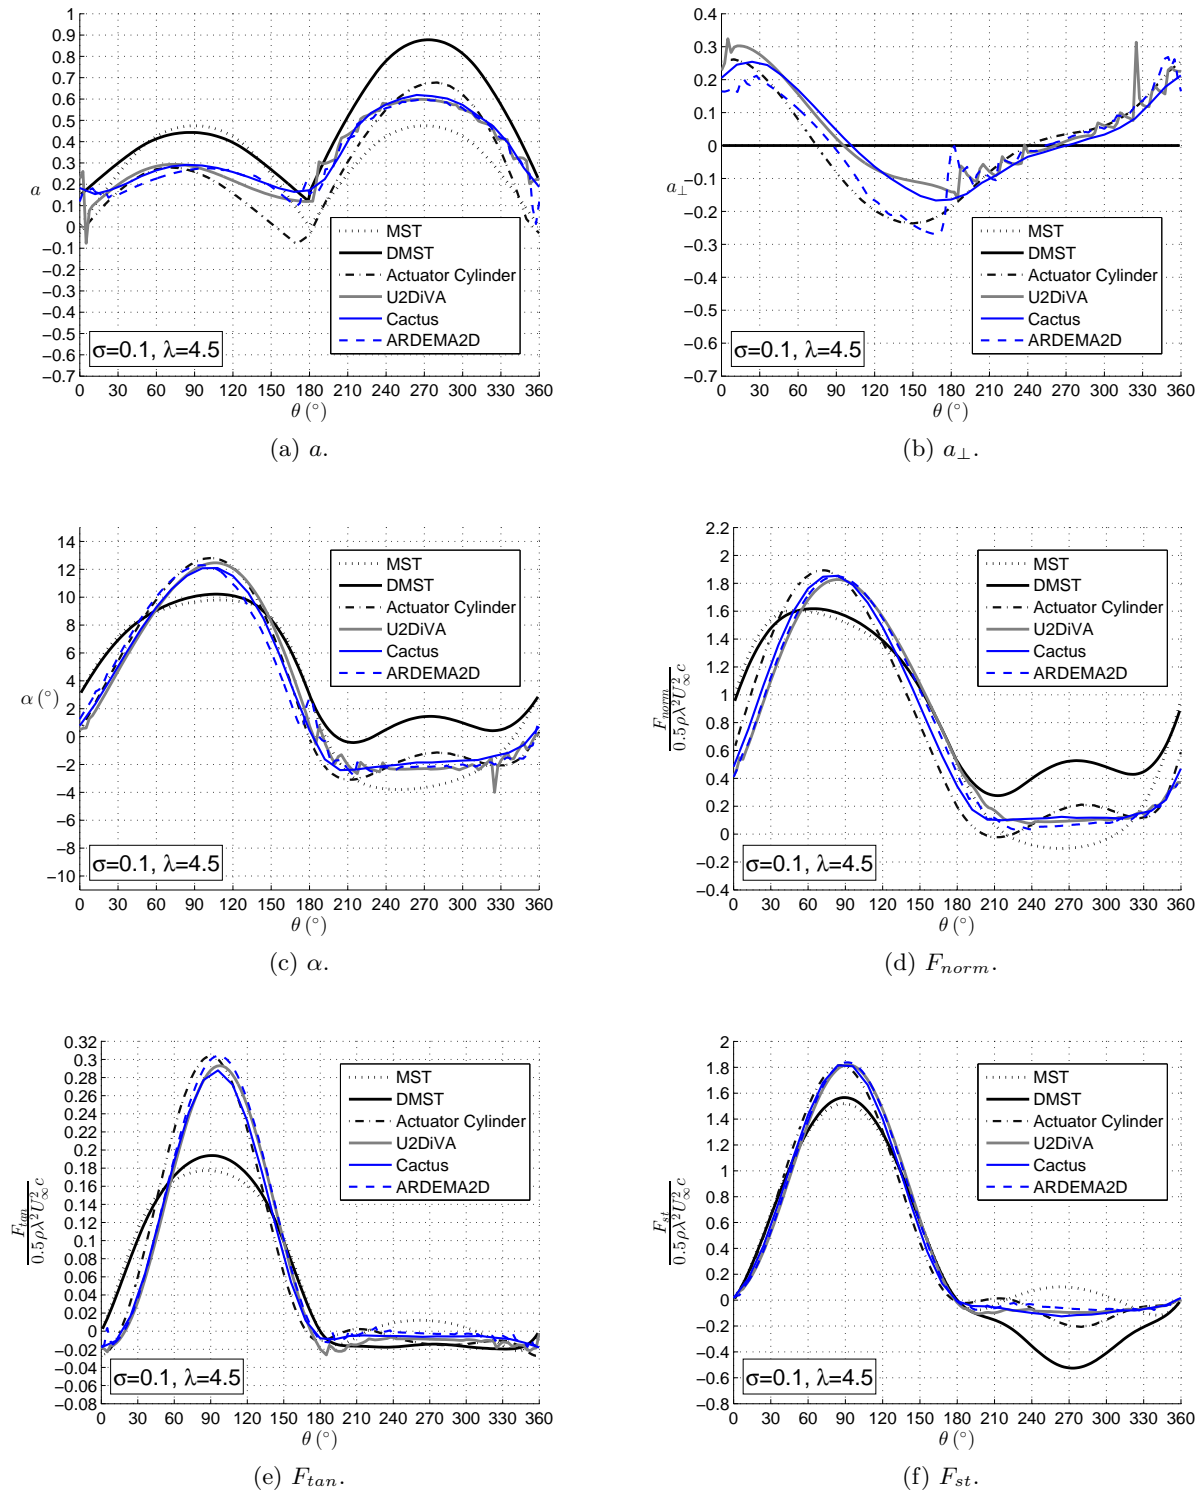 1
0.9
0.8
0.7
0.6
0.5
0.4
0.3
0.2
0.1
0
−0.1
−0.2
−0.3
−0.4
−0.5
−0.6
−0.7
a
0 30 60 90 120 150 180 210 240 270 300 330 360
θ (°)
MST
DMST
Actuator Cylinder
U2DiVA
Cactus
ARDEMA2D
σ=0.1, λ=4.5
(a) a.
0.4
0.3
0.2
0.1
0
−0.1
−0.2
−0.3
−0.4
−0.5
−0.6
−0.7
a⊥
0 30 60 90 120 150 180 210 240 270 300 330 360
θ (°)
MST
DMST
Actuator Cylinder
U2DiVA
Cactus
ARDEMA2D
σ=0.1, λ=4.5
(b) a⊥.
14
12
10
8
6
4
2
0
−2
−4
−6
−8
−10
α (°)
0 30 60 90 120 150 180 210 240 270 300 330 360
θ (°)
MST
DMST
Actuator Cylinder
U2DiVA
Cactus
ARDEMA2D
σ=0.1, λ=4.5
(c) α.
2.2
2
1.8
1.6
1.4
1.2
1
0.8
0.6
0.4
0.2
0
−0.2
−0.4
F_norm / 0.5ρλ²U∞²c
0 30 60 90 120 150 180 210 240 270 300 330 360
θ (°)
MST
DMST
Actuator Cylinder
U2DiVA
Cactus
ARDEMA2D
σ=0.1, λ=4.5
(d) F_norm.
0.32
0.3
0.28
0.26
0.24
0.22
0.2
0.18
0.16
0.14
0.12
0.1
0.08
0.06
0.04
0.02
0
−0.02
−0.04
−0.06
−0.08
F_tan / 0.5ρλ²U∞²c
0 30 60 90 120 150 180 210 240 270 300 330 360
θ (°)
MST
DMST
Actuator Cylinder
U2DiVA
Cactus
ARDEMA2D
σ=0.1, λ=4.5
(e) F_tan.
2
1.8
1.6
1.4
1.2
1
0.8
0.6
0.4
0.2
0
−0.2
−0.4
−0.6
−0.8
F_st / 0.5ρλ²U∞²c
0 30 60 90 120 150 180 210 240 270 300 330 360
θ (°)
MST
DMST
Actuator Cylinder
U2DiVA
Cactus
ARDEMA2D
σ=0.1, λ=4.5
(f) F_st.